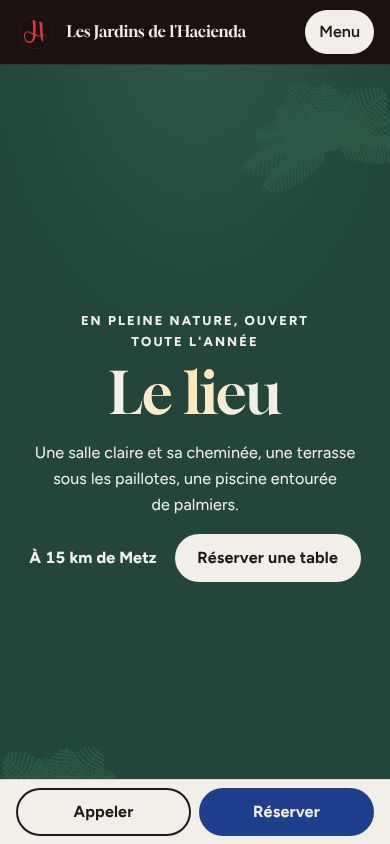 Les Jardins de l'Hacienda
Menu
EN PLEINE NATURE, OUVERT
TOUTE L'ANNÉE
Le lieu
Une salle claire et sa cheminée, une terrasse
sous les paillotes, une piscine entourée
de palmiers.
À 15 km de Metz
Réserver une table
Appeler
Réserver